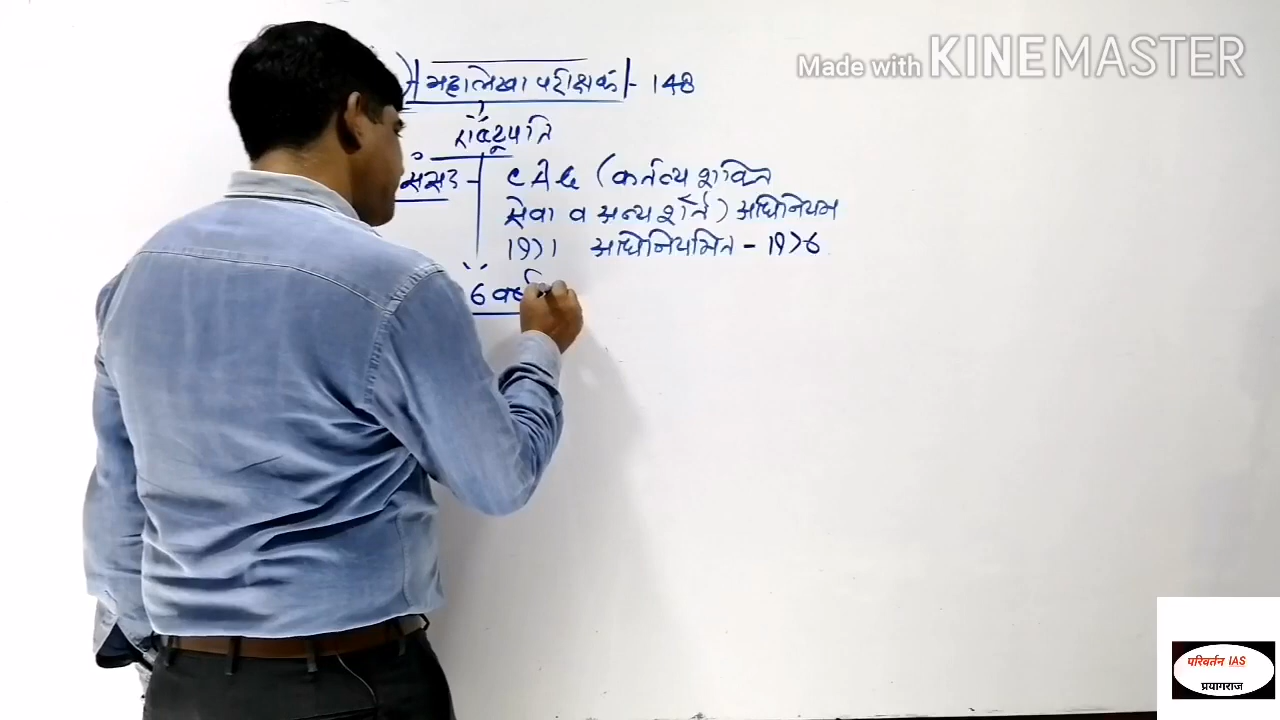 Made with KINEMASTER
महालेखा परीक्षक - 148
राष्ट्रपति
संसद - CAG (कर्तव्य शक्ति
सेवा व अन्य शर्त) अधिनियम
1971 अधिनियमित - 1976
6 वर्ष
परिवर्तन IAS
प्रयागराज